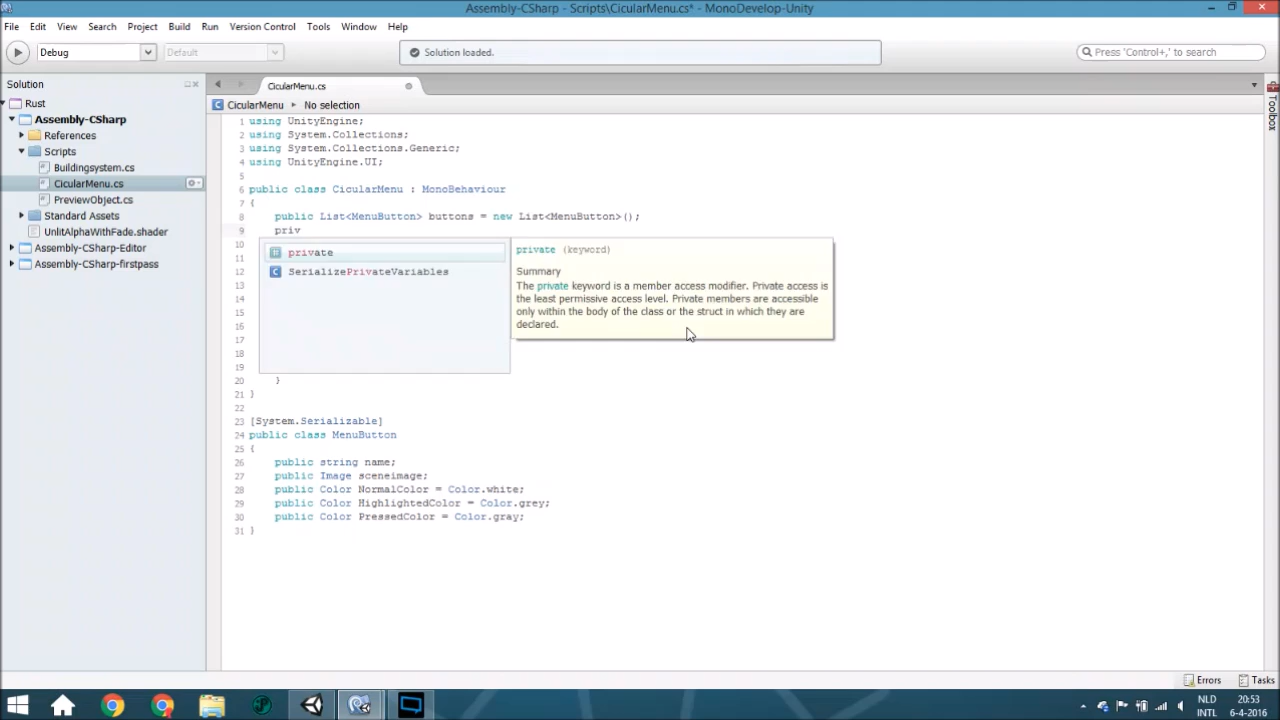 Assembly-CSharp - Scripts\CicularMenu.cs* - MonoDevelop-Unity
File Edit View Search Project Build Run Version Control Tools Window Help
Debug
Default
Solution loaded.
Press 'Control+,' to search
Solution
Rust
Assembly-CSharp
References
Scripts
Buildingsystem.cs
CicularMenu.cs
PreviewObject.cs
Standard Assets
UnlitAlphaWithFade.shader
Assembly-CSharp-Editor
Assembly-CSharp-firstpass
CicularMenu.cs
CicularMenu No selection
1 using UnityEngine;
2 using System.Collections;
3 using System.Collections.Generic;
4 using UnityEngine.UI;
5
6 public class CicularMenu : MonoBehaviour
7 {
8 public List<MenuButton> buttons = new List<MenuButton>();
9 priv
10
11
12
13
14
15
16
17
18
19
20 }
21 }
22
23 [System.Serializable]
24 public class MenuButton
25 {
26 public string name;
27 public Image sceneimage;
28 public Color NormalColor = Color.white;
29 public Color HighlightedColor = Color.grey;
30 public Color PressedColor = Color.gray;
31 }
private
SerializePrivateVariables
private (keyword)
Summary
The private keyword is a member access modifier. Private access is
the least permissive access level. Private members are accessible
only within the body of the class or the struct in which they are
declared.
Toolbox
Errors
Tasks
NLD
INTL
20:53
6-4-2016